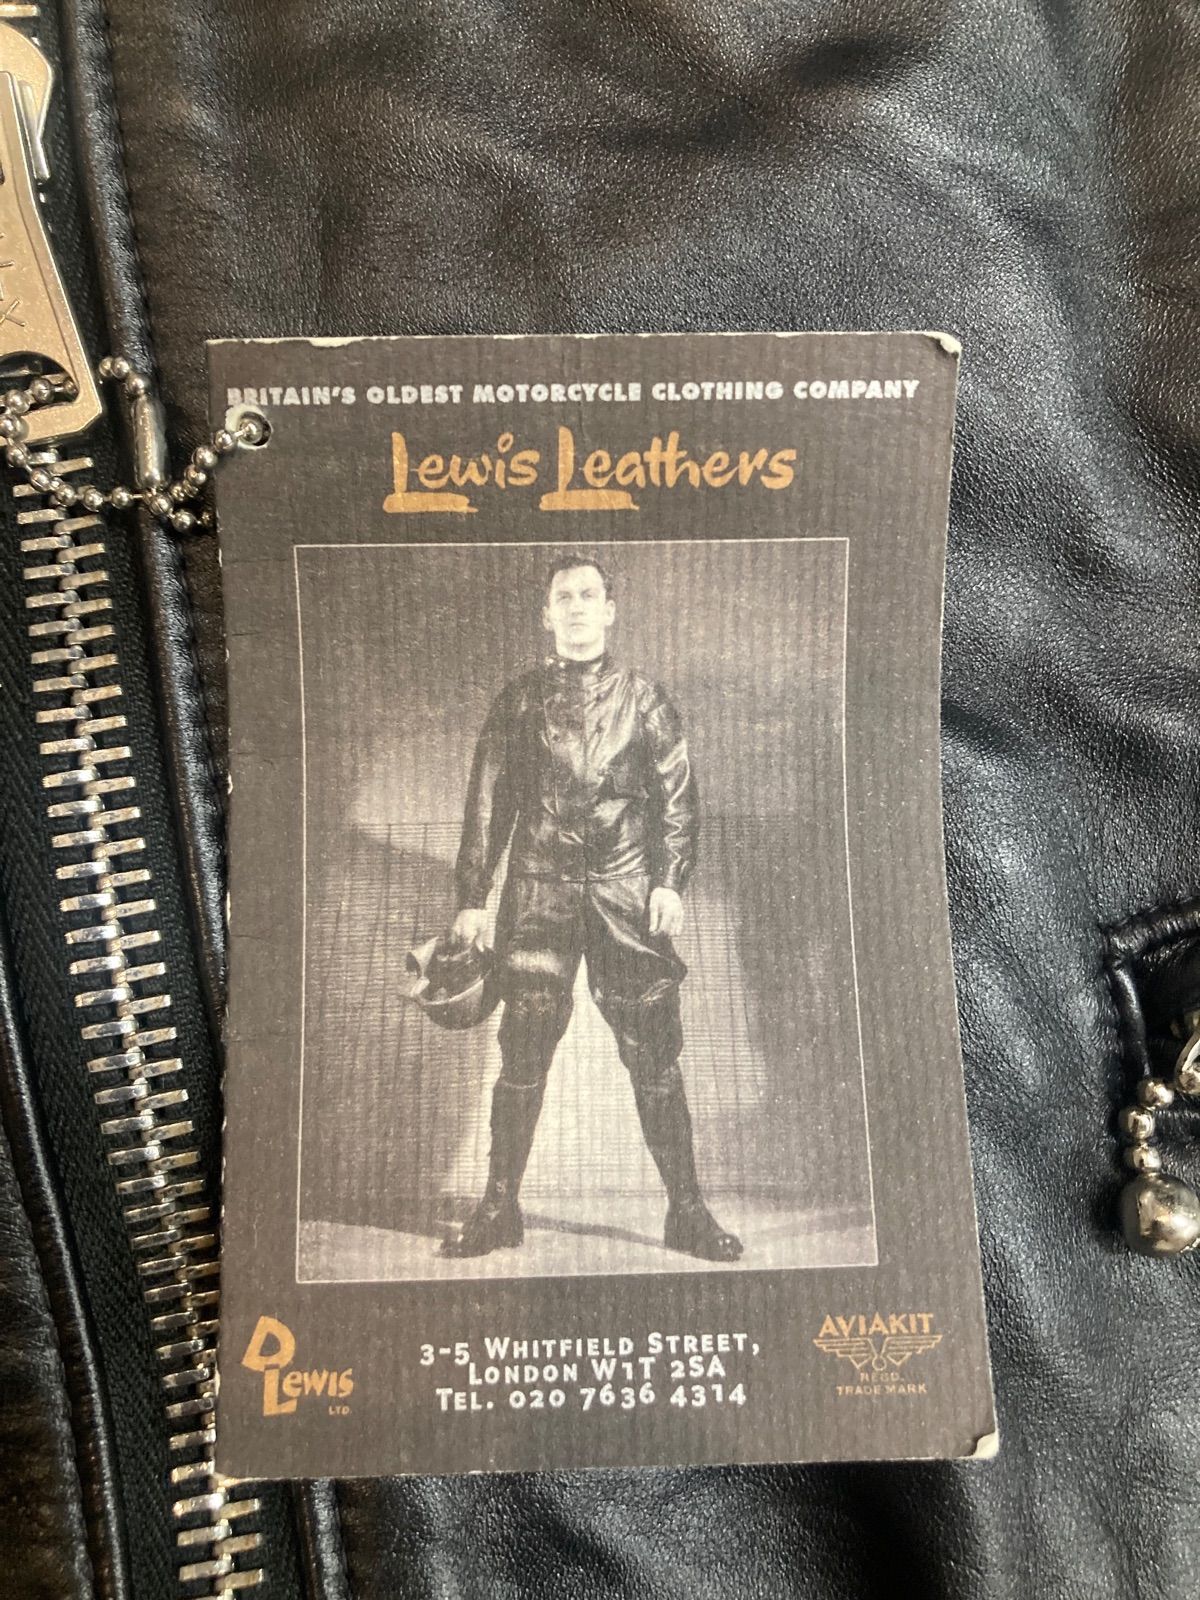 BRITAIN'S OLDEST MOTORCYCLE CLOTHING COMPANY
Lewis Leathers
D Lewis
LTD.
3-5 WHITFIELD STREET,
LONDON W1T 2SA
TEL. 020 7636 4314
AVIAKIT
REGD.
TRADE MARK